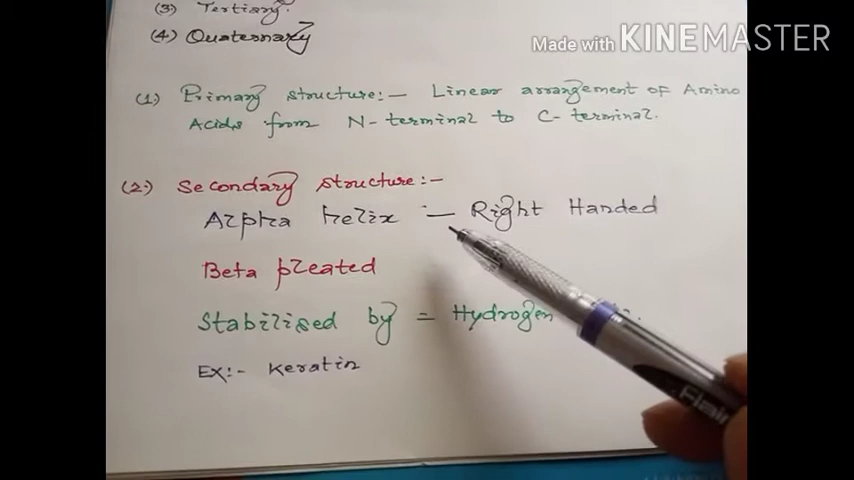 (3) Tertiary.
(4) Quaternary
Made with KINEMASTER
(1) Primary structure:- Linear arrangement of Amino
Acids from N-terminal to C-terminal.
(2.) Secondary structure:-
Alpha helix - Right Handed
Beta pleated
Stabilised by = Hydrogen
Ex:- Keratin
Flair